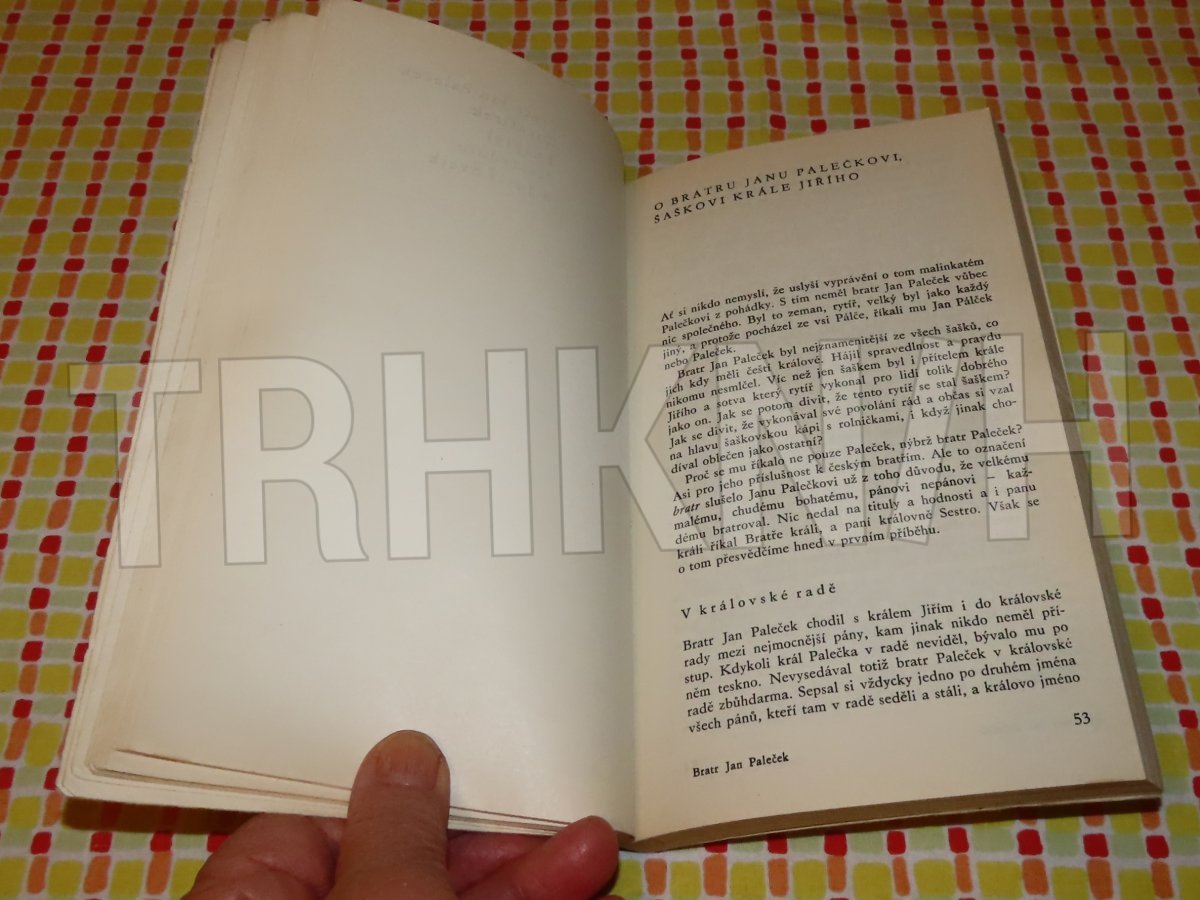 O BRATRU JANU PALEČKOVI,
ŠAŠKOVI KRÁLE JIŘÍHO
Ať si nikdo nemyslí, že uslyší vyprávění o tom malinkatém
Palečkovi z pohádky. S tím neměl bratr Jan Paleček vůbec
nic společného. Byl to zeman, rytíř, velký byl jako každý
jiný, a protože pocházel ze vsi Pálče, říkali mu Jan Pálček
nebo Paleček.
Bratr Jan Paleček byl nejznamenitější ze všech šašků, co
jich kdy měli čeští králové. Hájil spravedlnost a pravdu
nikomu nesmlčel. Víc než jen šaškem byl i přítelem krále
Jiřího a sotva který rytíř vykonal pro lidi tolik dobrého
jako on. Jak se potom divit, že tento rytíř se stal šaškem?
Jak se divit, že vykonával své povolání rád a občas si vzal
na hlavu šaškovskou kápi s rolničkami, i když jinak cho-
díval oblečen jako ostatní?
Proč se mu říkalo ne pouze Paleček, nýbrž bratr Paleček?
Asi pro jeho příslušnost k českým bratřím. Ale to označení
bratr slušelo Janu Palečkovi už z toho důvodu, že velkému
malému, chudému bohatému, pánovi nepánovi – kaž-
dému bratroval. Nic nedal na tituly a hodnosti a i panu
králi říkal Bratře králi, a paní královně Sestro. Však se
o tom přesvědčíme hned v prvním příběhu.
V královské radě
Bratr Jan Paleček chodil s králem Jiřím i do královské
rady mezi nejmocnější pány, kam jinak nikdo neměl pří-
stup. Kdykoli král Palečka v radě neviděl, bývalo mu po
něm teskno. Nevysedával totiž bratr Paleček v královské
radě zbůhdarma. Sepsal si vždycky jedno po druhém jména
všech pánů, kteří tam v radě seděli a stáli, a královo jméno
53
Bratr Jan Paleček
TRHKNIH